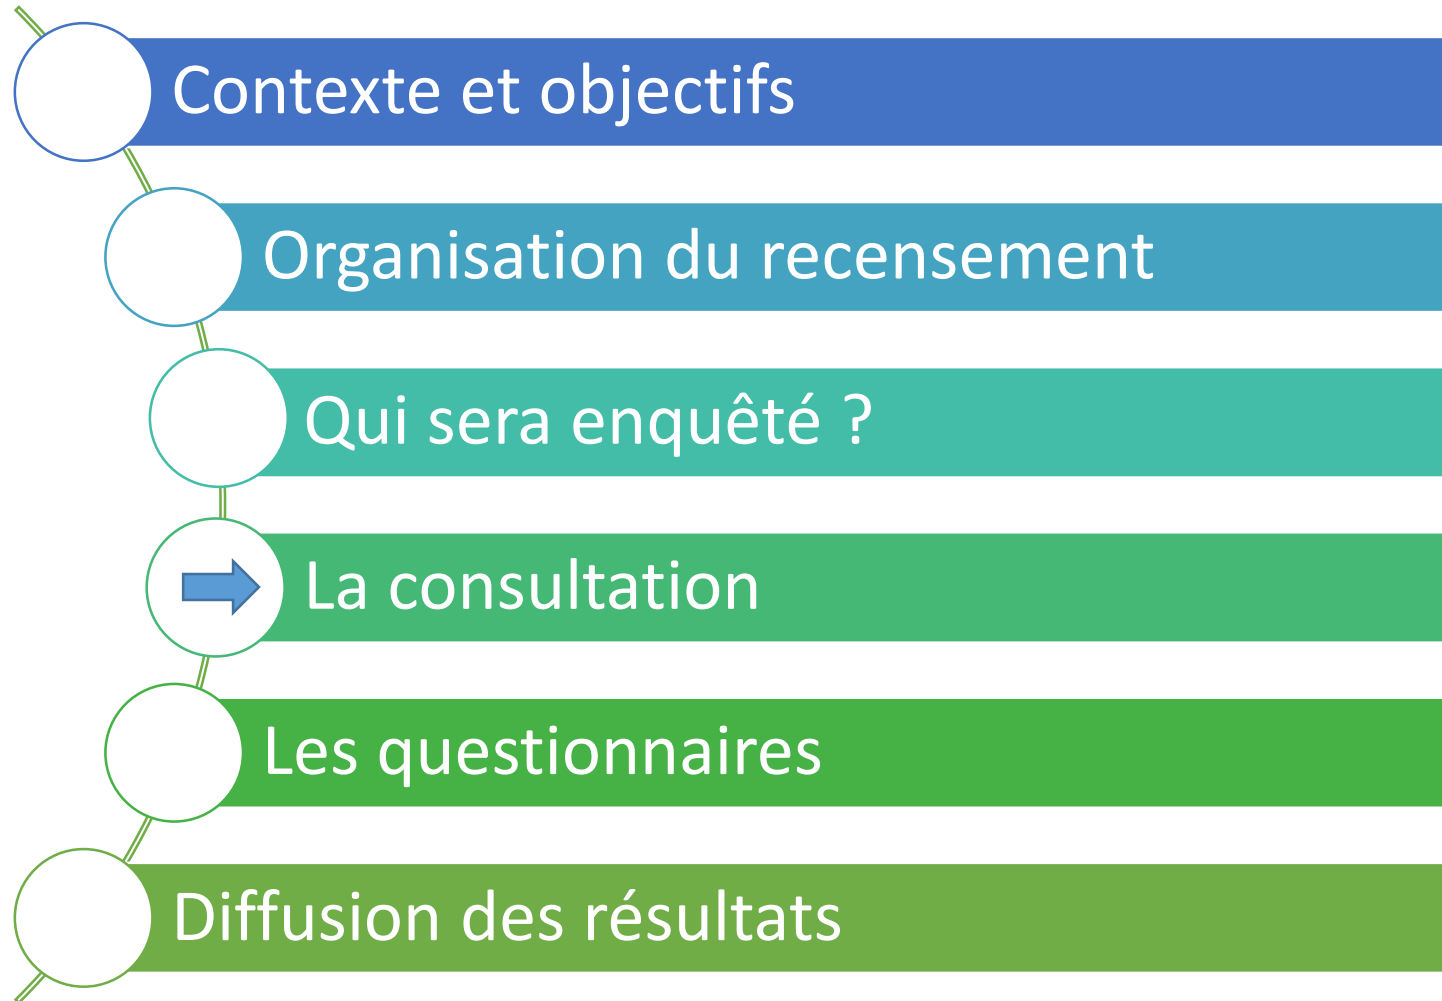 Contexte et objectifs
Organisation du recensement
Qui sera enquêté ?
La consultation
Les questionnaires
Diffusion des résultats